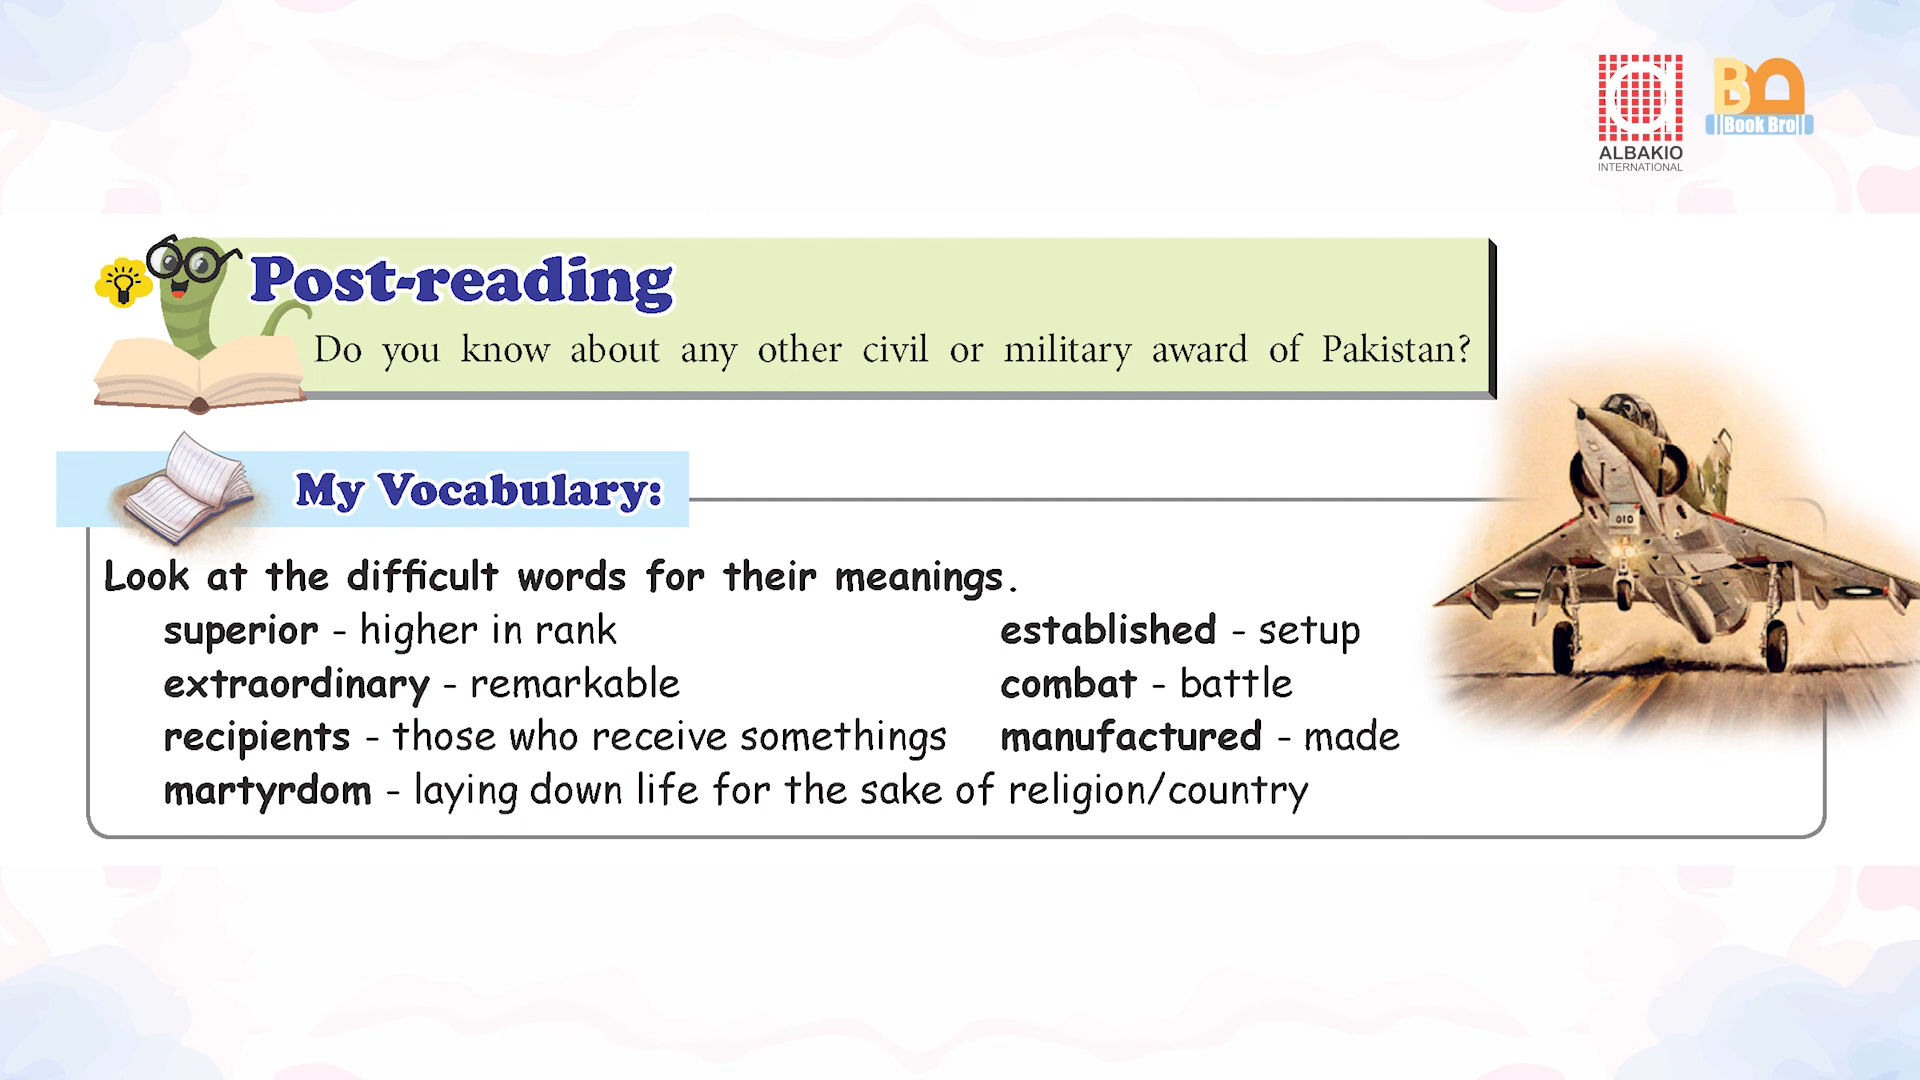 ALBAKIO
INTERNATIONAL
Book Bro
Post-reading
Do you know about any other civil or military award of Pakistan?
My Vocabulary:
Look at the difficult words for their meanings.
superior - higher in rank
established - setup
extraordinary - remarkable
combat - battle
recipients - those who receive somethings
manufactured - made
martyrdom - laying down life for the sake of religion/country
010